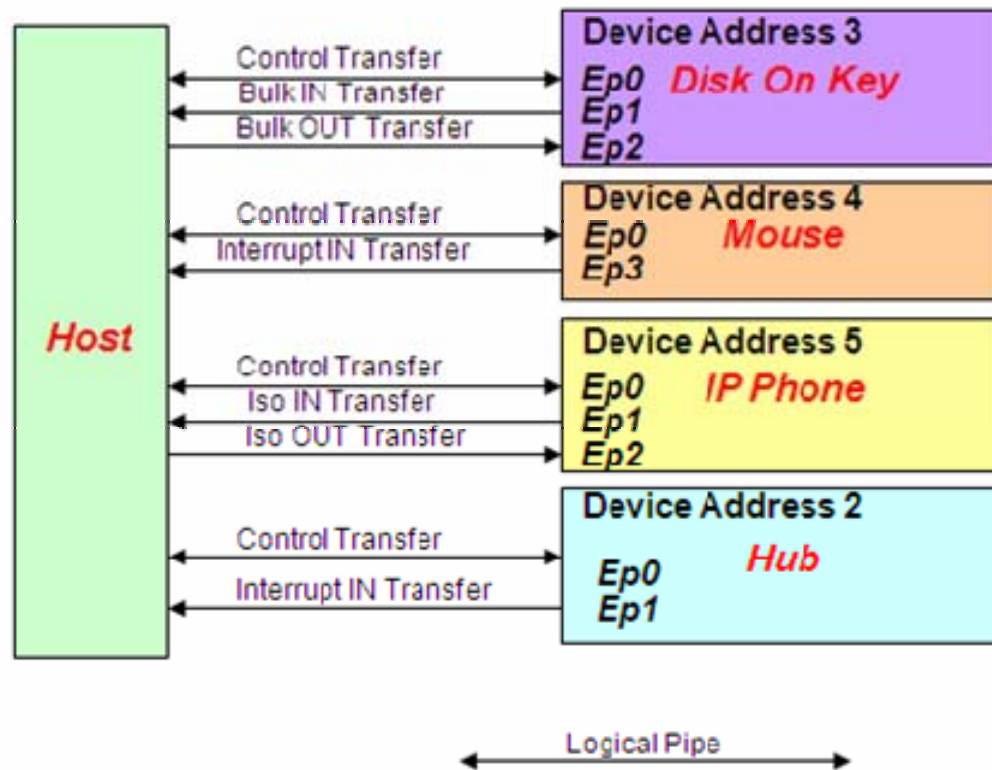 Host
Control Transfer
Bulk IN Transfer
Bulk OUT Transfer
Device Address 3
Ep0 Disk On Key
Ep1
Ep2
Control Transfer
Interrupt IN Transfer
Device Address 4
Ep0 Mouse
Ep3
Control Transfer
Iso IN Transfer
Iso OUT Transfer
Device Address 5
Ep0 IP Phone
Ep1
Ep2
Control Transfer
Interrupt IN Transfer
Device Address 2
Hub
Ep0
Ep1
Logical Pipe